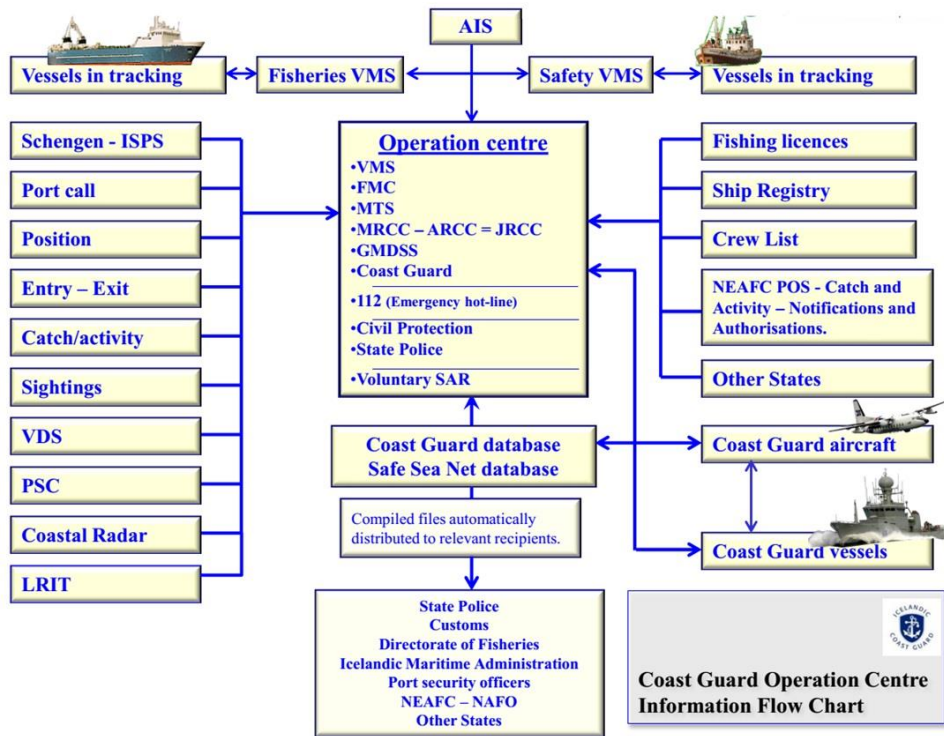 AIS
Vessels in tracking
Fisheries VMS
Safety VMS
Vessels in tracking
Schengen - ISPS
Port call
Position
Entry – Exit
Catch/activity
Sightings
VDS
PSC
Coastal Radar
LRIT
Operation centre
•VMS
•FMC
•MTS
•MRCC – ARCC = JRCC
•GMDSS
•Coast Guard
•112 (Emergency hot-line)
•Civil Protection
•State Police
•Voluntary SAR
Fishing licences
Ship Registry
Crew List
NEAFC POS - Catch and
Activity – Notifications and
Authorisations.
Other States
Coast Guard database
Safe Sea Net database
Coast Guard aircraft
Coast Guard vessels
Compiled files automatically
distributed to relevant recipients.
State Police
Customs
Directorate of Fisheries
Icelandic Maritime Administration
Port security officers
NEAFC – NAFO
Other States
ICELANDIC
COAST GUARD
Coast Guard Operation Centre
Information Flow Chart